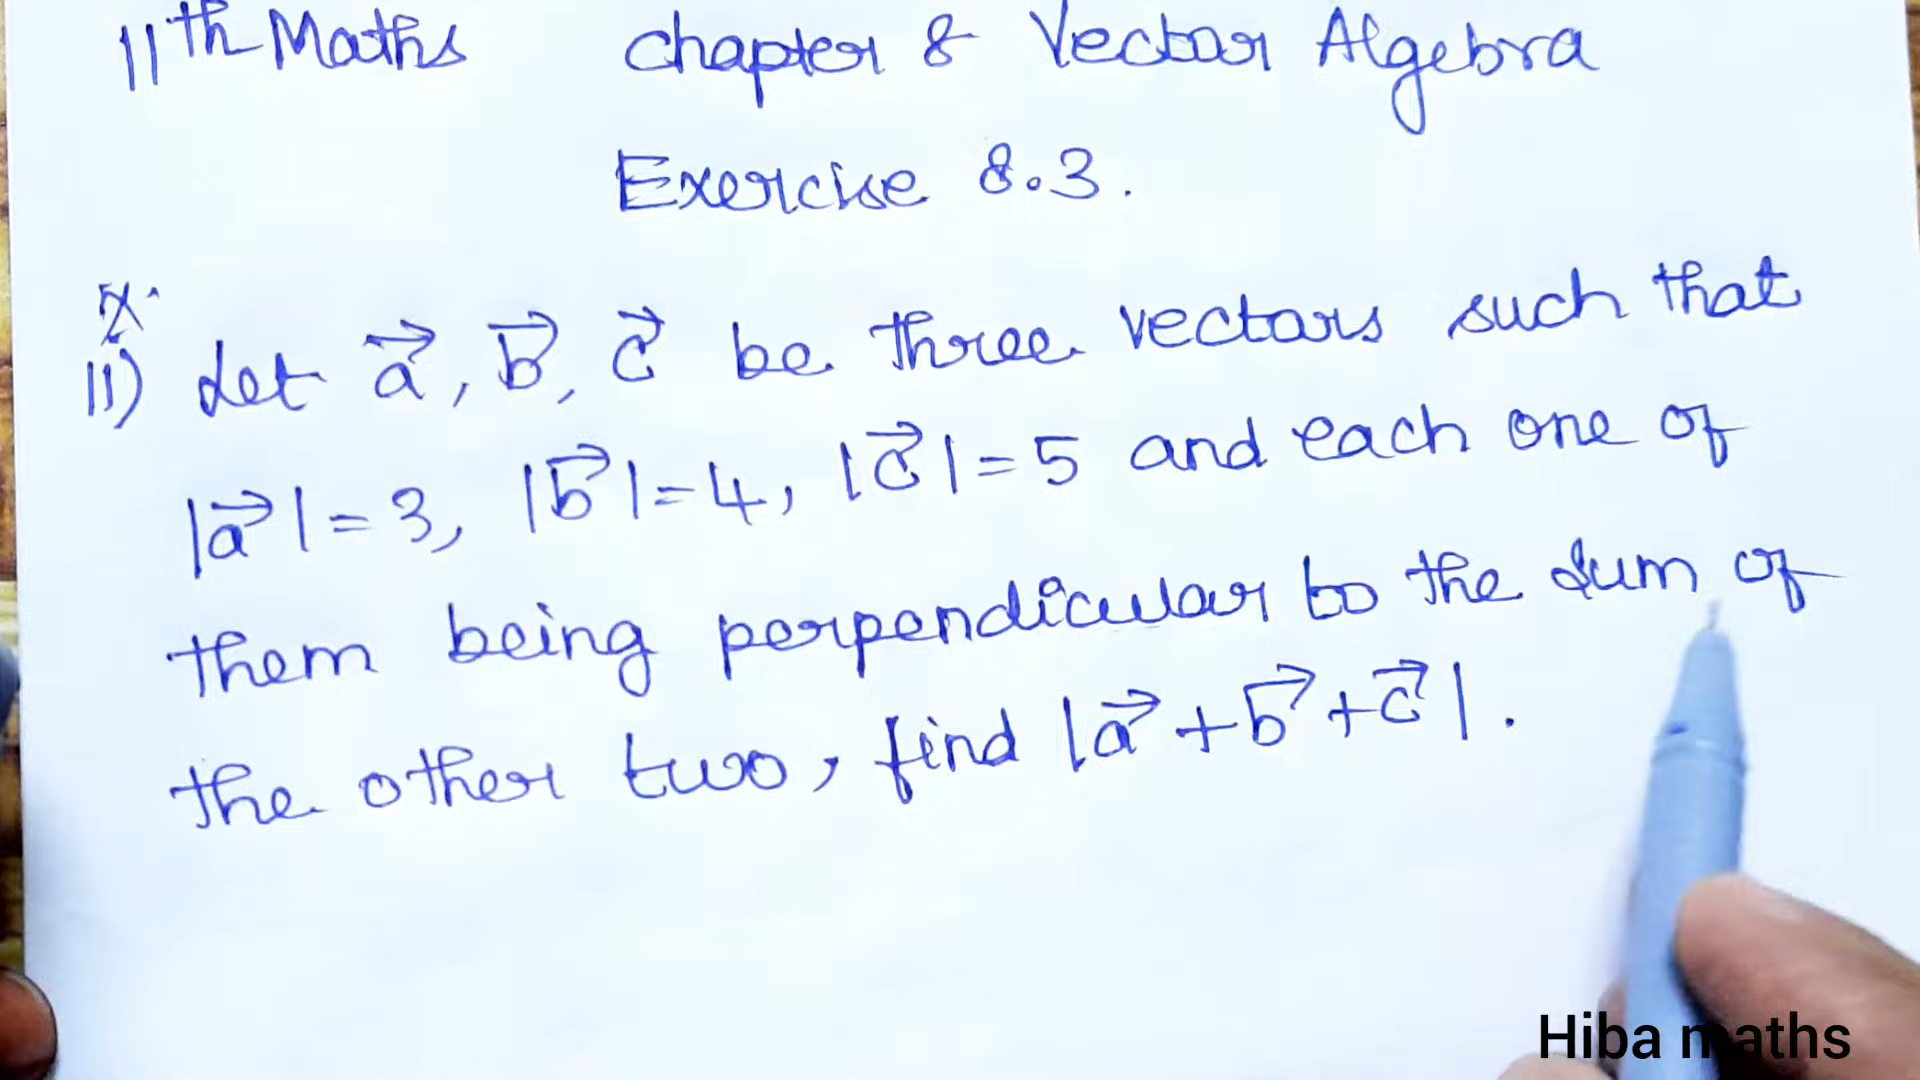 11th Maths chapter 8 Vector Algebra
Exercise 8.3.
11) Let a⃗, b⃗, c⃗ be three vectors such that
|a⃗| = 3, |b⃗| = 4, |c⃗| = 5 and each one of
them being perpendicular to the sum of
the other two, find |a⃗ + b⃗ + c⃗|.
Hiba maths